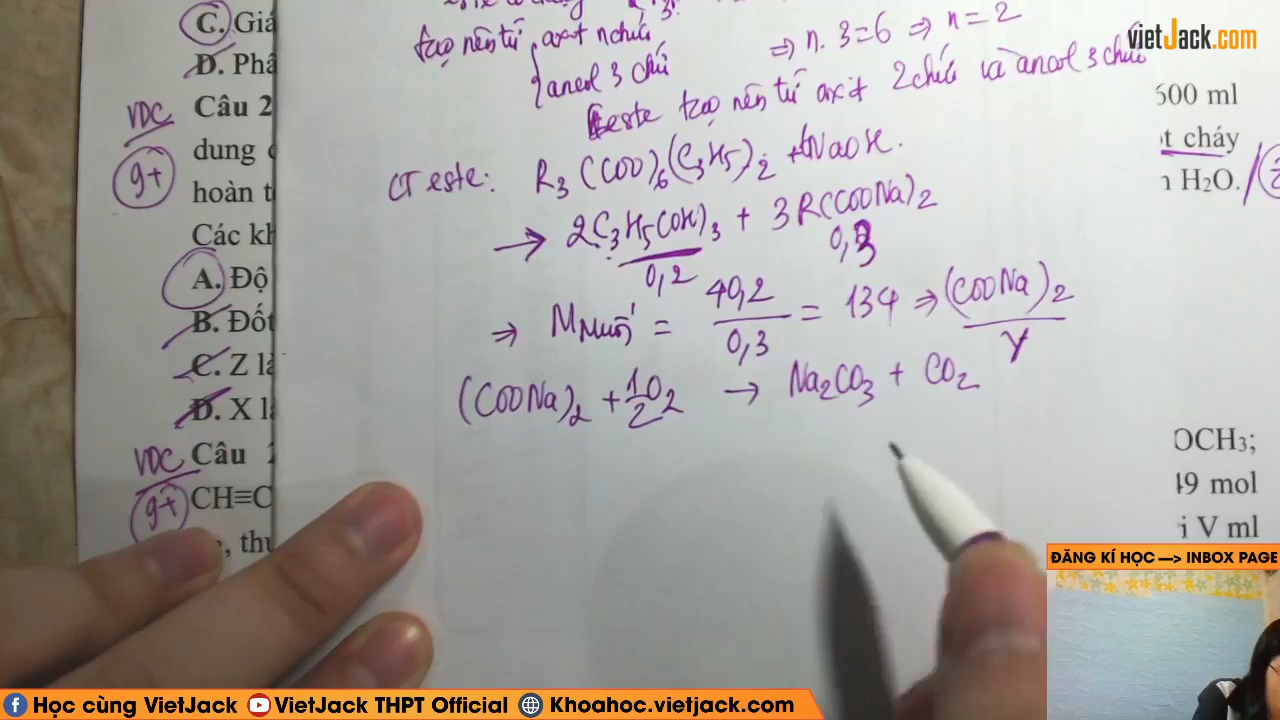 vietJack.com
C. Giá
D. Phâ
VDC Câu 2
9+
dung
hoàn t
Các kh
A. Độ
B. Đốt
C. Z là
D. X l
VDC Câu
9+
CH≡C
, thư
tạo nên từ axit n chức
ancol 3 chức
⇒ n. 3=6 ⇒ n=2
este tạo nên từ axit 2 chức và ancol 3 chức
CT este: R3(COO)6(C3H5)2 + NaOH.
→ 2C3H5(OH)3 + 3R(COONa)2
0,2 0,3
⇒ M muối = 40,2/0,3 = 134 ⇒ (COONa)2
Y
(COONa)2 + 1/2 O2 → Na2CO3 + CO2
500 ml
t cháy
H2O.
OCH3;
49 mol
i V ml
ĐĂNG KÍ HỌC —> INBOX PAGE
Học cùng VietJack VietJack THPT Official Khoahoc.vietjack.com